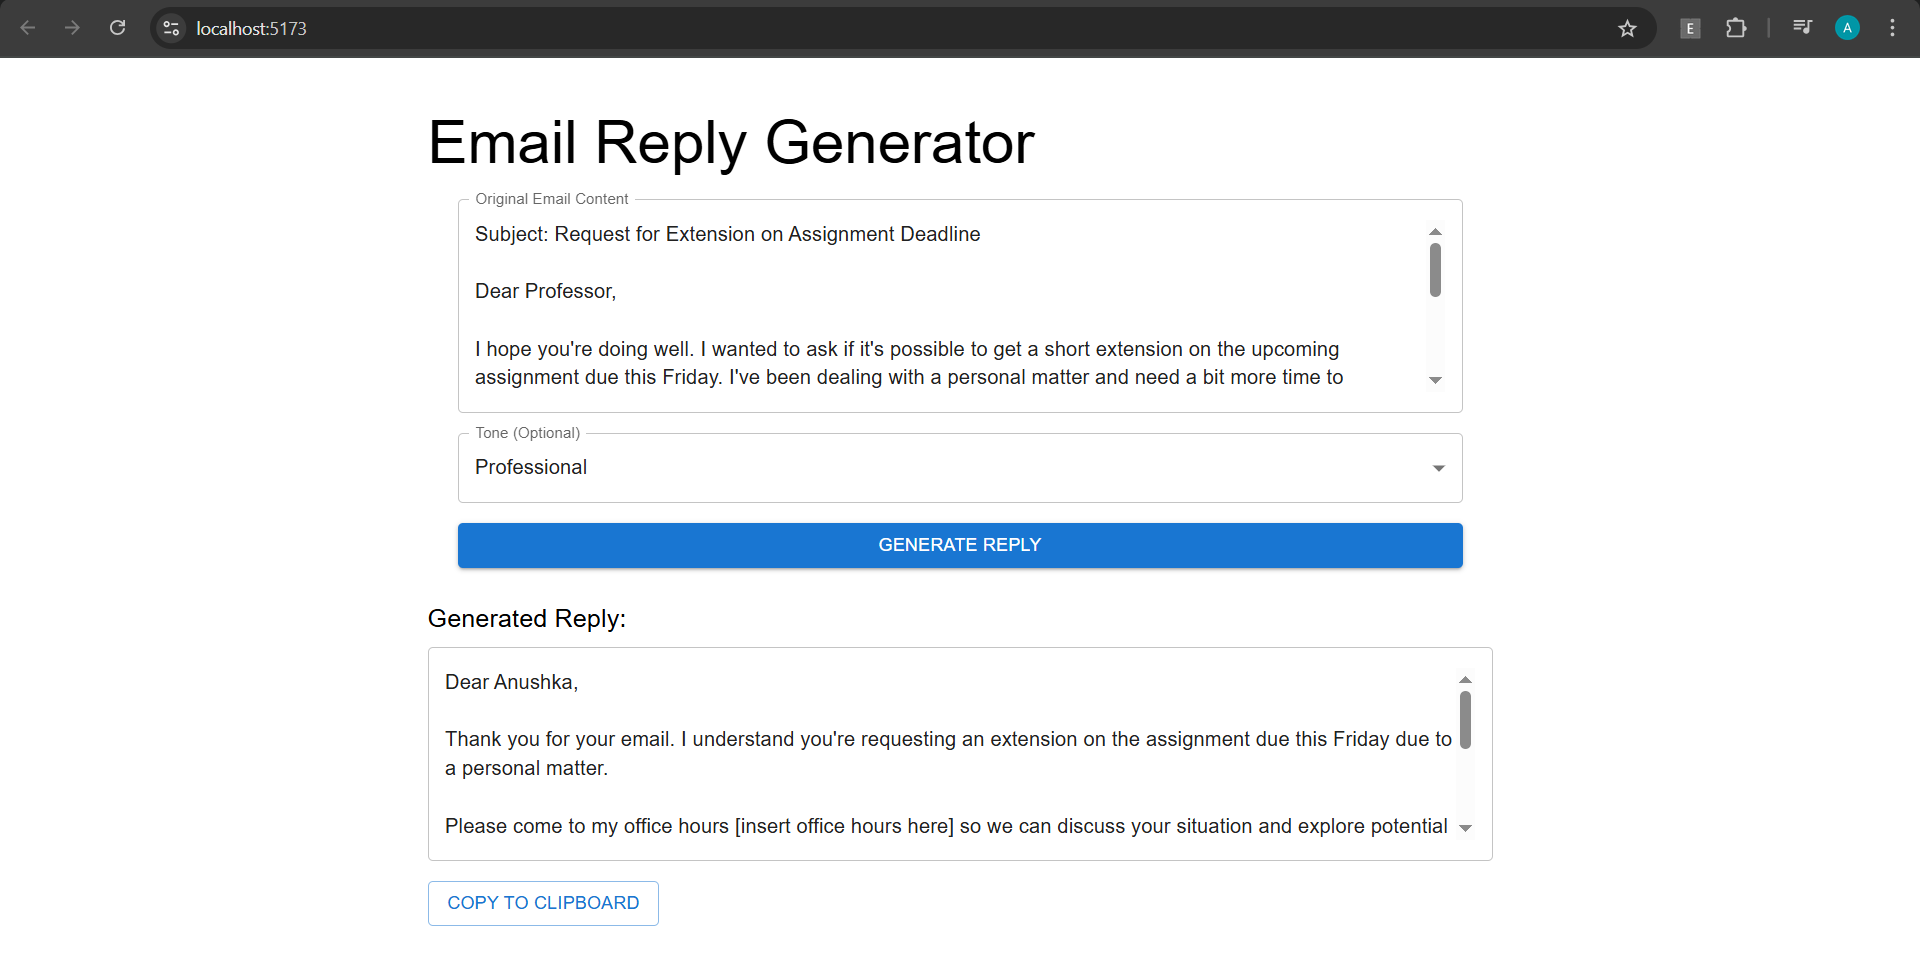 localhost:5173
E
A
Email Reply Generator
Original Email Content
Subject: Request for Extension on Assignment Deadline
Dear Professor,
I hope you're doing well. I wanted to ask if it's possible to get a short extension on the upcoming
assignment due this Friday. I've been dealing with a personal matter and need a bit more time to
Tone (Optional)
Professional
GENERATE REPLY
Generated Reply:
Dear Anushka,
Thank you for your email. I understand you're requesting an extension on the assignment due this Friday due to
a personal matter.
Please come to my office hours [insert office hours here] so we can discuss your situation and explore potential
COPY TO CLIPBOARD